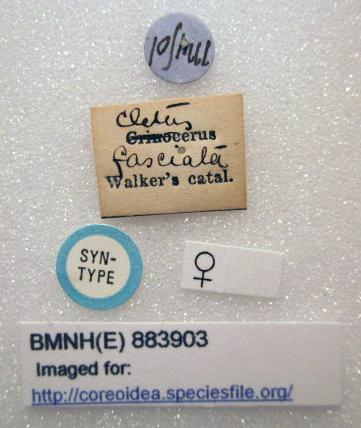 Cletus
Crinocerus
fasciata
Walker's catal.
SYN-
TYPE
♀
BMNH(E) 883903
Imaged for:
http://coreoidea.speciesfile.org/